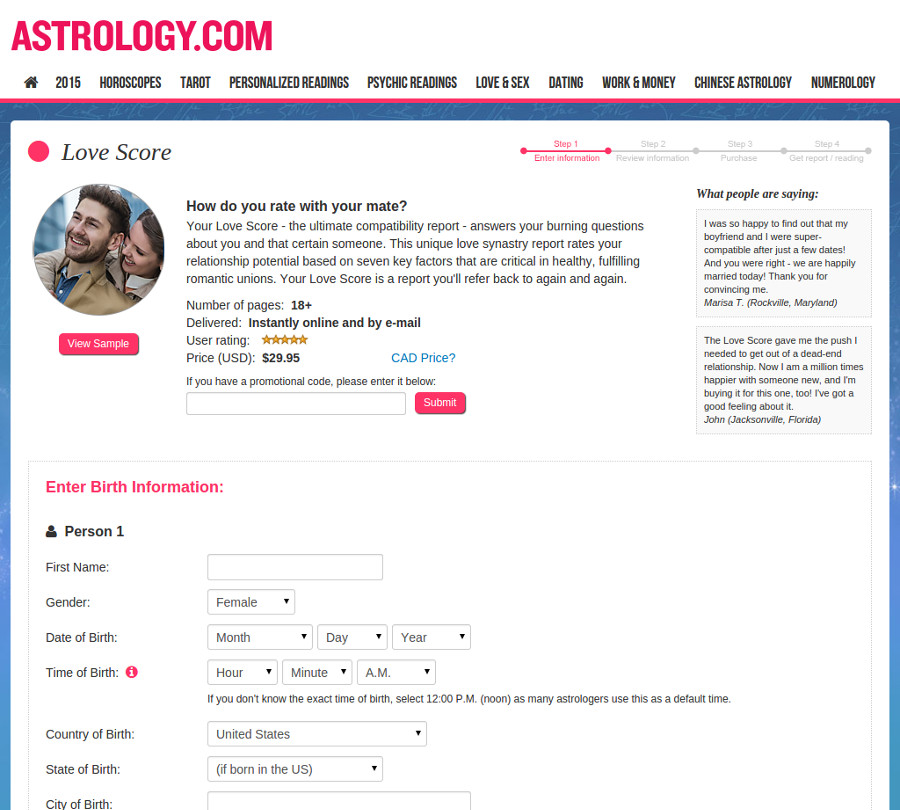 ASTROLOGY.COM
2015 HOROSCOPES TAROT PERSONALIZED READINGS PSYCHIC READINGS LOVE & SEX DATING WORK & MONEY CHINESE ASTROLOGY NUMEROLOGY
Love Score
Step 1 Step 2 Step 3 Step 4
Enter information Review information Purchase Get report / reading
View Sample
How do you rate with your mate?
Your Love Score - the ultimate compatibility report - answers your burning questions
about you and that certain someone. This unique love synastry report rates your
relationship potential based on seven key factors that are critical in healthy, fulfilling
romantic unions. Your Love Score is a report you'll refer back to again and again.
Number of pages: 18+
Delivered: Instantly online and by e-mail
User rating:
Price (USD): $29.95 CAD Price?
If you have a promotional code, please enter it below:
Submit
What people are saying:
I was so happy to find out that my
boyfriend and I were super-
compatible after just a few dates!
And you were right - we are happily
married today! Thank you for
convincing me.
Marisa T. (Rockville, Maryland)
The Love Score gave me the push I
needed to get out of a dead-end
relationship. Now I am a million times
happier with someone new, and I'm
buying it for this one, too! I've got a
good feeling about it.
John (Jacksonville, Florida)
Enter Birth Information:
Person 1
First Name:
Gender: Female
Date of Birth: Month Day Year
Time of Birth: Hour Minute A.M.
If you don't know the exact time of birth, select 12:00 P.M. (noon) as many astrologers use this as a default time.
Country of Birth: United States
State of Birth: (if born in the US)
City of Birth: